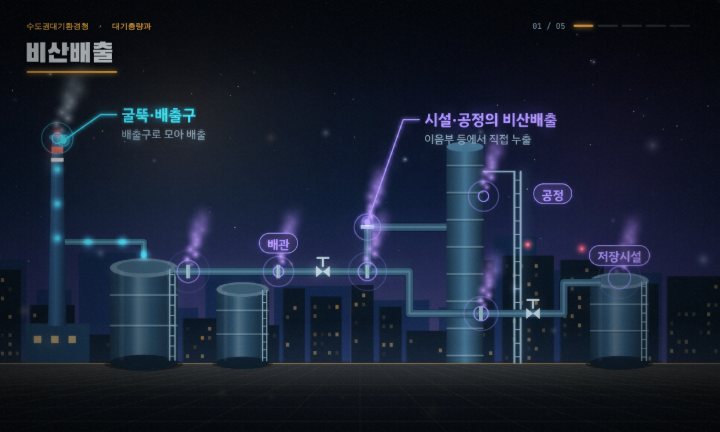 수도권대기환경청 · 대기총량과
01 / 05
비산배출
굴뚝·배출구
배출구로 모아 배출
시설·공정의 비산배출
이음부 등에서 직접 누출
공정
배관
저장시설